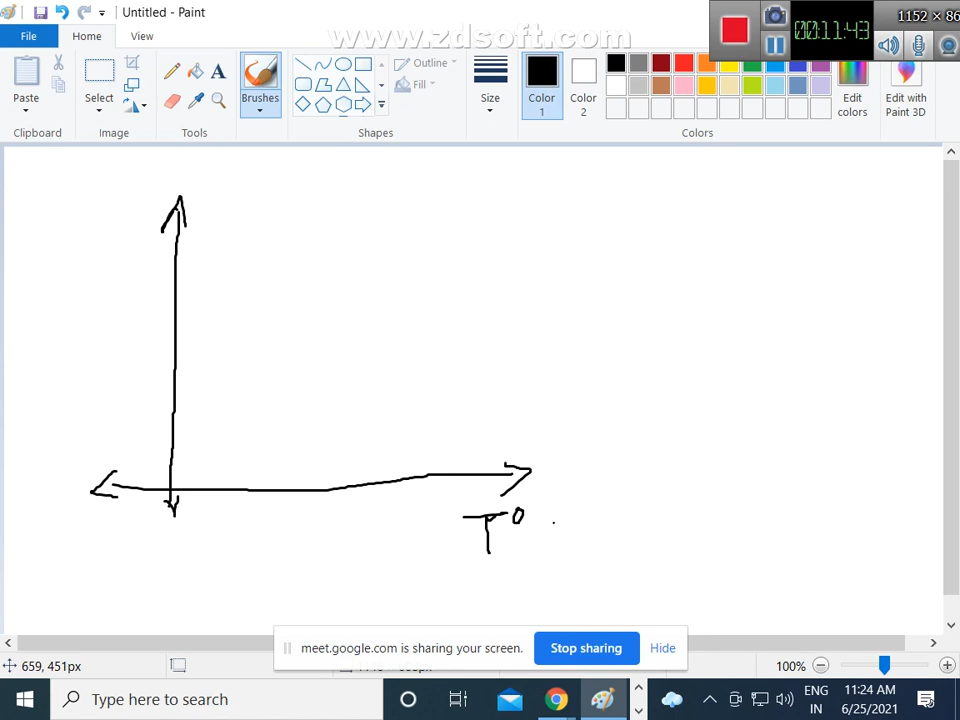 Untitled - Paint
1152 × 86
00:11:43
www.zdsoft.com
File Home View
Paste Select Brushes Outline Fill Size Color 1 Color 2 Edit colors Edit with Paint 3D
Clipboard Image Tools Shapes Colors
T°
meet.google.com is sharing your screen. Stop sharing Hide
659, 451px 100%
Type here to search ENG IN 11:24 AM 6/25/2021